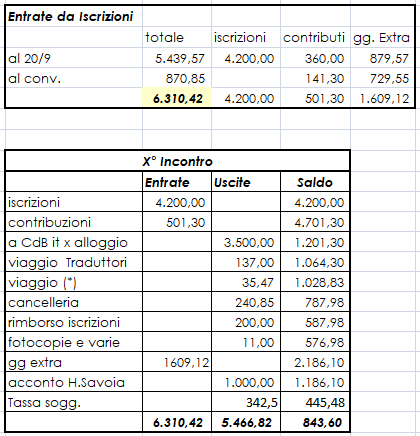 Entrate da Iscrizioni
totale iscrizioni contributi gg. Extra
al 20/9 5.439,57 4.200,00 360,00 879,57
al conv. 870,85 141,30 729,55
6.310,42 4.200,00 501,30 1.609,12
X° Incontro
Entrate Uscite Saldo
iscrizioni 4.200,00 4.200,00
contribuzioni 501,30 4.701,30
a CdB it x alloggio 3.500,00 1.201,30
viaggio Traduttori 137,00 1.064,30
viaggio (*) 35,47 1.028,83
cancelleria 240,85 787,98
rimborso iscrizioni 200,00 587,98
fotocopie e varie 11,00 576,98
gg extra 1609,12 2.186,10
acconto H.Savoia 1.000,00 1.186,10
Tassa sogg. 342,5 445,48
6.310,42 5.466,82 843,60